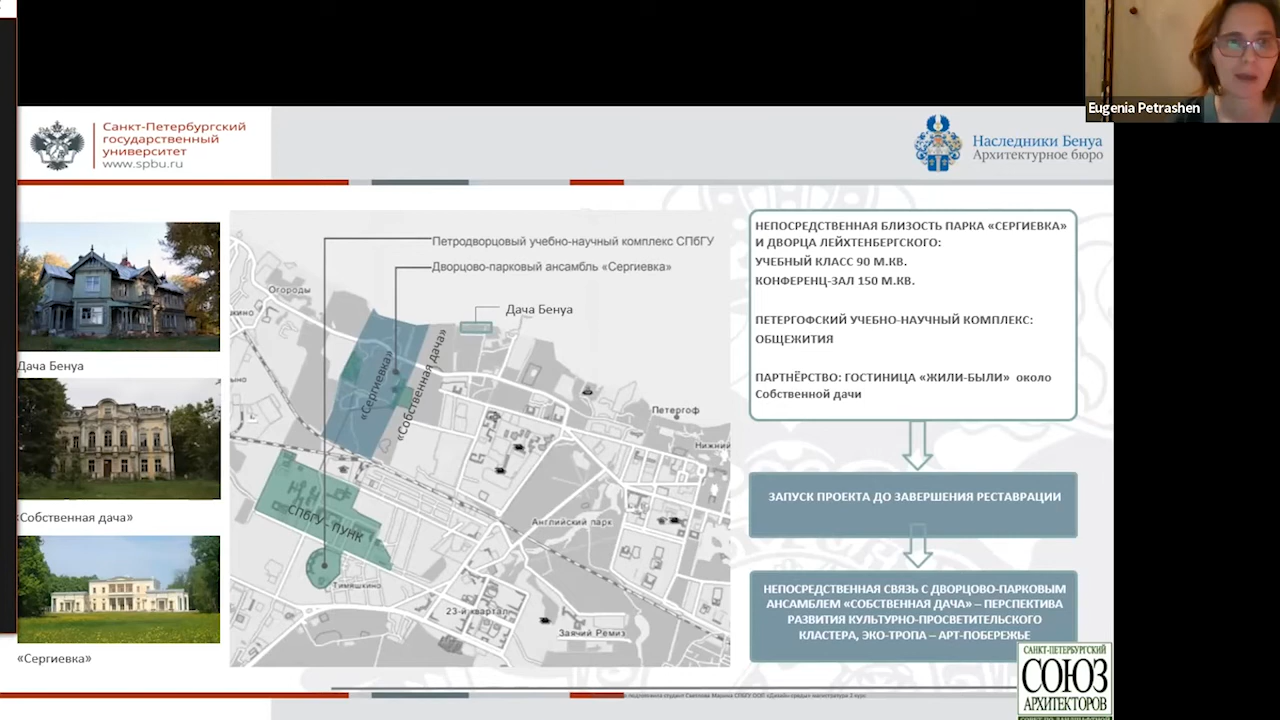 Eugenia Petrashen
Санкт-Петербургский
государственный
университет
www.spbu.ru
Наследники Бенуа
Архитектурное бюро
Дача Бенуа
«Собственная дача»
«Сергиевка»
Петродворцовый учебно-научный комплекс СПбГУ
Дворцово-парковый ансамбль «Сергиевка»
Огороды
Дача Бенуа
«Сергиевка»
«Собственная дача»
Петергоф
Нижний
СПбГУ - ПУНК
Английский парк
Тимяшкино
23-й квартал
Заячий Ремиз
НЕПОСРЕДСТВЕННАЯ БЛИЗОСТЬ ПАРКА «СЕРГИЕВКА»
И ДВОРЦА ЛЕЙХТЕНБЕРГСКОГО:
УЧЕБНЫЙ КЛАСС 90 М.КВ.
КОНФЕРЕНЦ-ЗАЛ 150 М.КВ.
ПЕТЕРГОФСКИЙ УЧЕБНО-НАУЧНЫЙ КОМПЛЕКС:
ОБЩЕЖИТИЯ
ПАРТНЁРСТВО: ГОСТИНИЦА «ЖИЛИ-БЫЛИ» около
Собственной дачи
ЗАПУСК ПРОЕКТА ДО ЗАВЕРШЕНИЯ РЕСТАВРАЦИИ
НЕПОСРЕДСТВЕННАЯ СВЯЗЬ С ДВОРЦОВО-ПАРКОВЫМ
АНСАМБЛЕМ «СОБСТВЕННАЯ ДАЧА» – ПЕРСПЕКТИВА
РАЗВИТИЯ КУЛЬТУРНО-ПРОСВЕТИТЕЛЬСКОГО
КЛАСТЕРА, ЭКО-ТРОПА – АРТ-ПОБЕРЕЖЬЕ
САНКТ-ПЕТЕРБУРГСКИЙ
СОЮЗ
АРХИТЕКТОРОВ